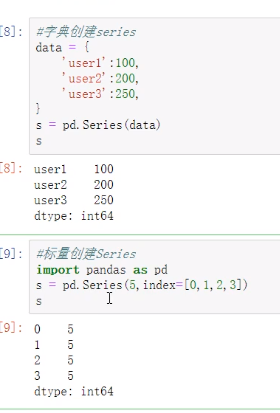 [8]: #字典创建series
data = {
'user1':100,
'user2':200,
'user3':250,
}
s = pd.Series(data)
s
[8]: user1 100
user2 200
user3 250
dtype: int64
[9]: #标量创建Series
import pandas as pd
s = pd.Series(5,index=[0,1,2,3])
s
[9]: 0 5
1 5
2 5
3 5
dtype: int64